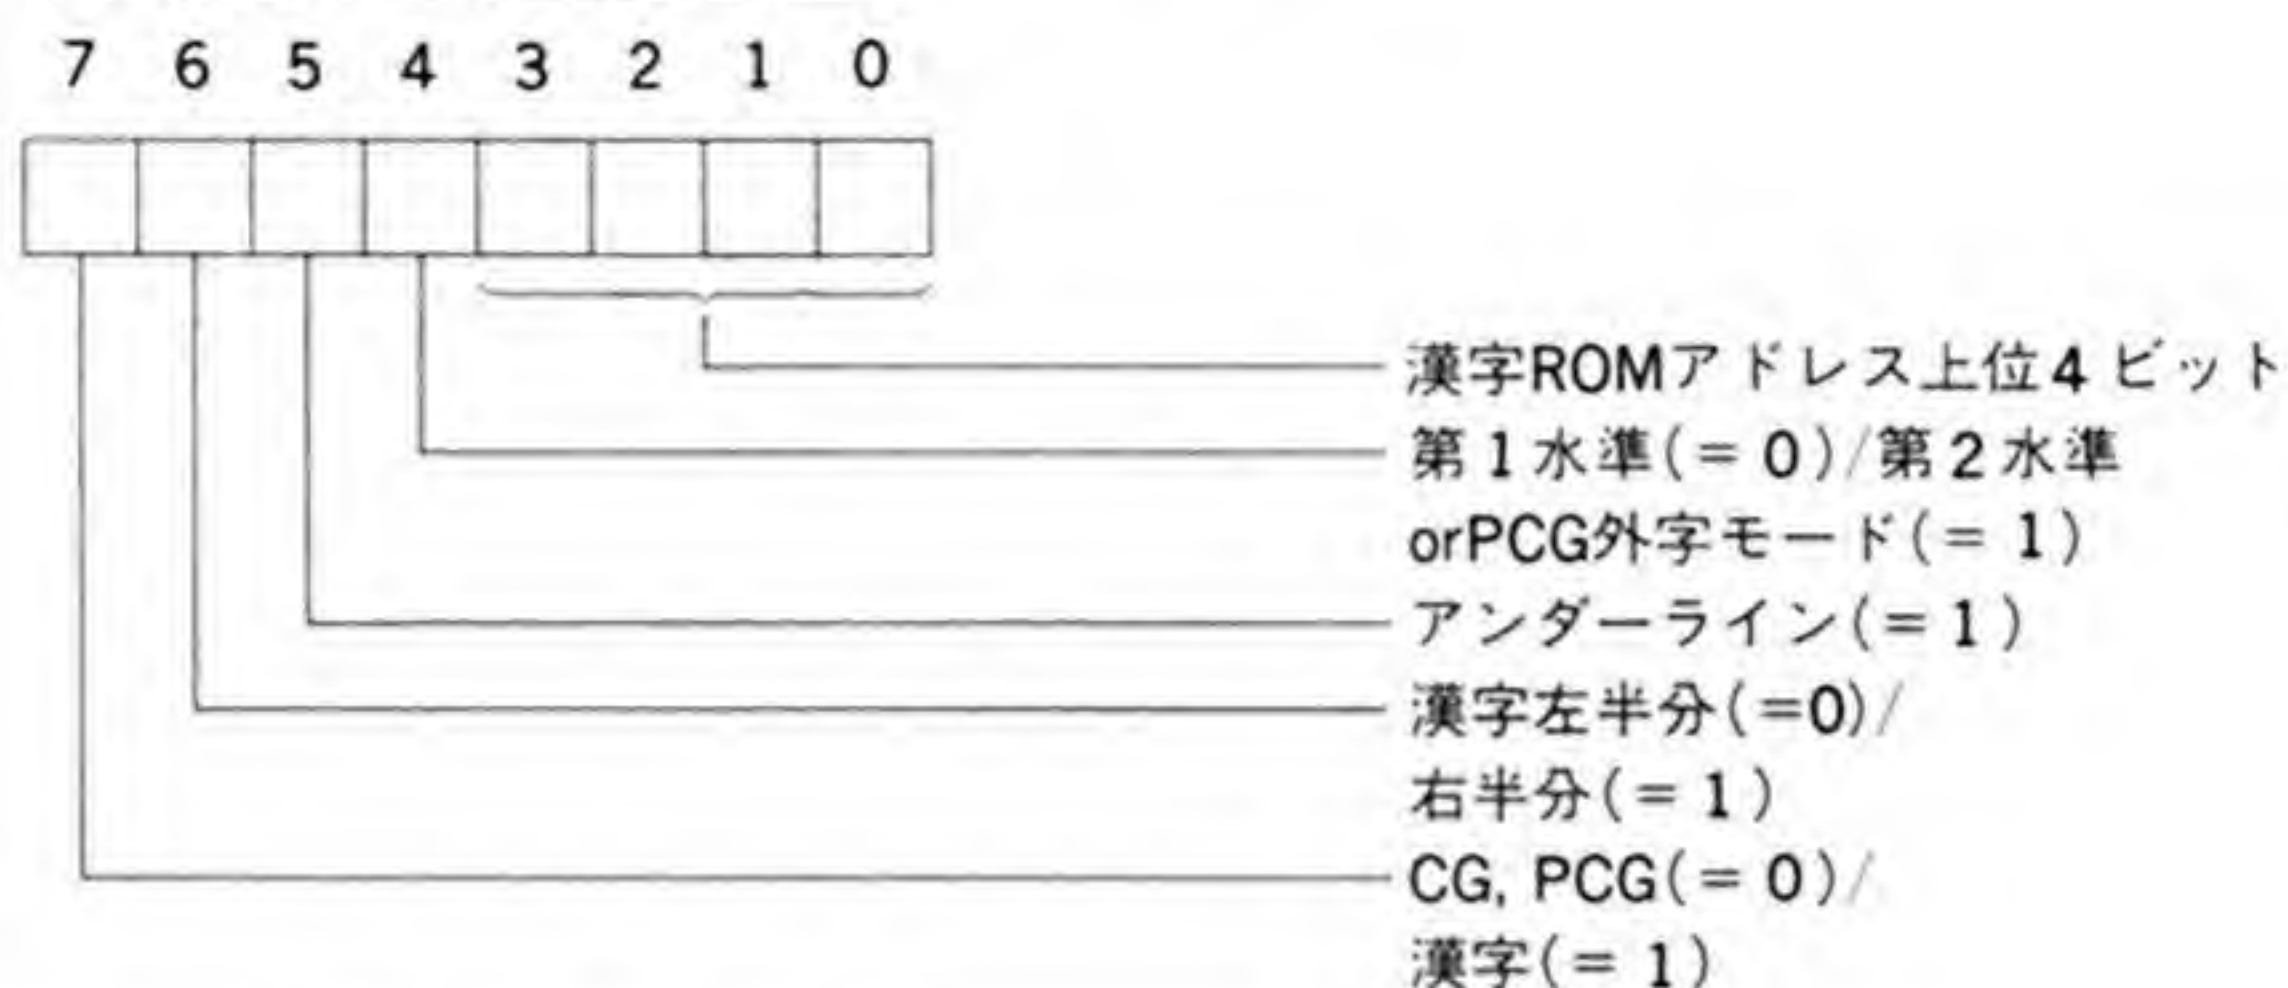 7 6 5 4 3 2 1 0
漢字ROMアドレス上位4ビット
第1水準(=0)/第2水準
orPCG外字モード(=1)
アンダーライン(=1)
漢字左半分(=0)/
右半分(=1)
CG, PCG(=0)/
漢字(=1)